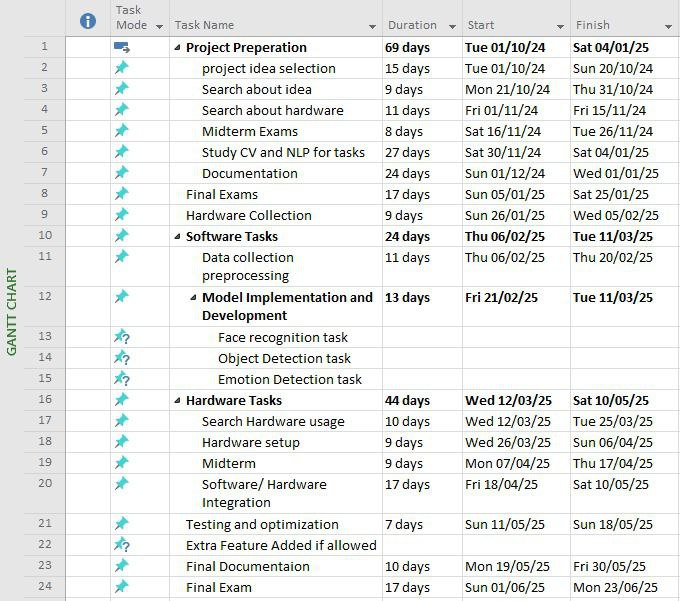 Task Mode Task Name Duration Start Finish
1 Project Preperation 69 days Tue 01/10/24 Sat 04/01/25
2 project idea selection 15 days Tue 01/10/24 Sun 20/10/24
3 Search about idea 9 days Mon 21/10/24 Thu 31/10/24
4 Search about hardware 11 days Fri 01/11/24 Fri 15/11/24
5 Midterm Exams 8 days Sat 16/11/24 Tue 26/11/24
6 Study CV and NLP for tasks 27 days Sat 30/11/24 Sat 04/01/25
7 Documentation 24 days Sun 01/12/24 Wed 01/01/25
8 Final Exams 17 days Sun 05/01/25 Sat 25/01/25
9 Hardware Collection 9 days Sun 26/01/25 Wed 05/02/25
10 Software Tasks 24 days Thu 06/02/25 Tue 11/03/25
11 Data collection 11 days Thu 06/02/25 Thu 20/02/25
preprocessing
12 Model Implementation and 13 days Fri 21/02/25 Tue 11/03/25
Development
13 Face recognition task
14 Object Detection task
15 Emotion Detection task
16 Hardware Tasks 44 days Wed 12/03/25 Sat 10/05/25
17 Search Hardware usage 10 days Wed 12/03/25 Tue 25/03/25
18 Hardware setup 9 days Wed 26/03/25 Sun 06/04/25
19 Midterm 9 days Mon 07/04/25 Thu 17/04/25
20 Software/ Hardware 17 days Fri 18/04/25 Sat 10/05/25
Integration
21 Testing and optimization 7 days Sun 11/05/25 Sun 18/05/25
22 Extra Feature Added if allowed
23 Final Documentaion 10 days Mon 19/05/25 Fri 30/05/25
24 Final Exam 17 days Sun 01/06/25 Mon 23/06/25
GANTT CHART